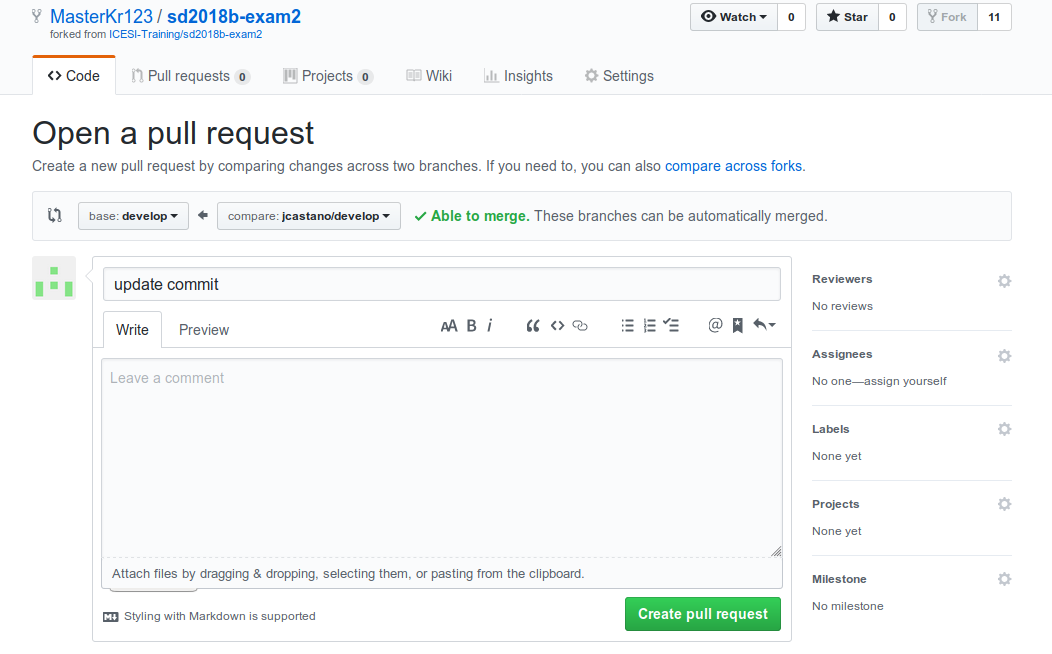 MasterKr123 / sd2018b-exam2
Watch 0 Star 0 Fork 11
forked from ICESI-Training/sd2018b-exam2
Code Pull requests 0 Projects 0 Wiki Insights Settings
Open a pull request
Create a new pull request by comparing changes across two branches. If you need to, you can also compare across forks.
base: develop compare: jcastano/develop Able to merge. These branches can be automatically merged.
update commit
Write Preview AA B i @
Leave a comment
Attach files by dragging & dropping, selecting them, or pasting from the clipboard.
Styling with Markdown is supported
Create pull request
Reviewers
No reviews
Assignees
No one—assign yourself
Labels
None yet
Projects
None yet
Milestone
No milestone